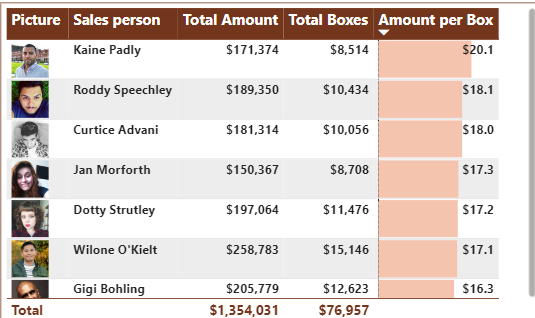 Picture Sales person Total Amount Total Boxes Amount per Box
Kaine Padly $171,374 $8,514 $20.1
Roddy Speechley $189,350 $10,434 $18.1
Curtice Advani $181,314 $10,056 $18.0
Jan Morforth $150,367 $8,708 $17.3
Dotty Strutley $197,064 $11,476 $17.2
Wilone O'Kielt $258,783 $15,146 $17.1
Gigi Bohling $205,779 $12,623 $16.3
Total $1,354,031 $76,957